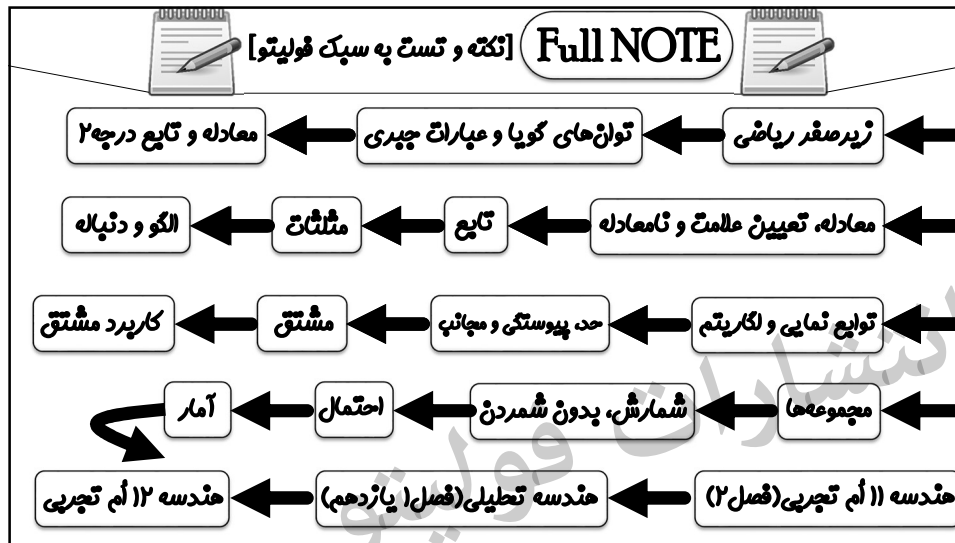 Full NOTE [نکته و تست به سبک فولیتو]
زیرصفر ریاضی توان‌های گویا و عبارات جبری معادله و تابع درجه۲
معادله، تعیین علامت و نامعادله تابع مثلثات الگو و دنباله
توابع نمایی و لگاریتم حد، پیوستگی و مجانب مشتق کاربرد مشتق
مجموعه‌ها شمارش، بدون شمردن احتمال آمار
هندسه ۱۱ اُم تجربی(فصل۲) هندسه تحلیلی(فصل۱ یازدهم) هندسه ۱۲ اُم تجربی
انتشارات فولیتو